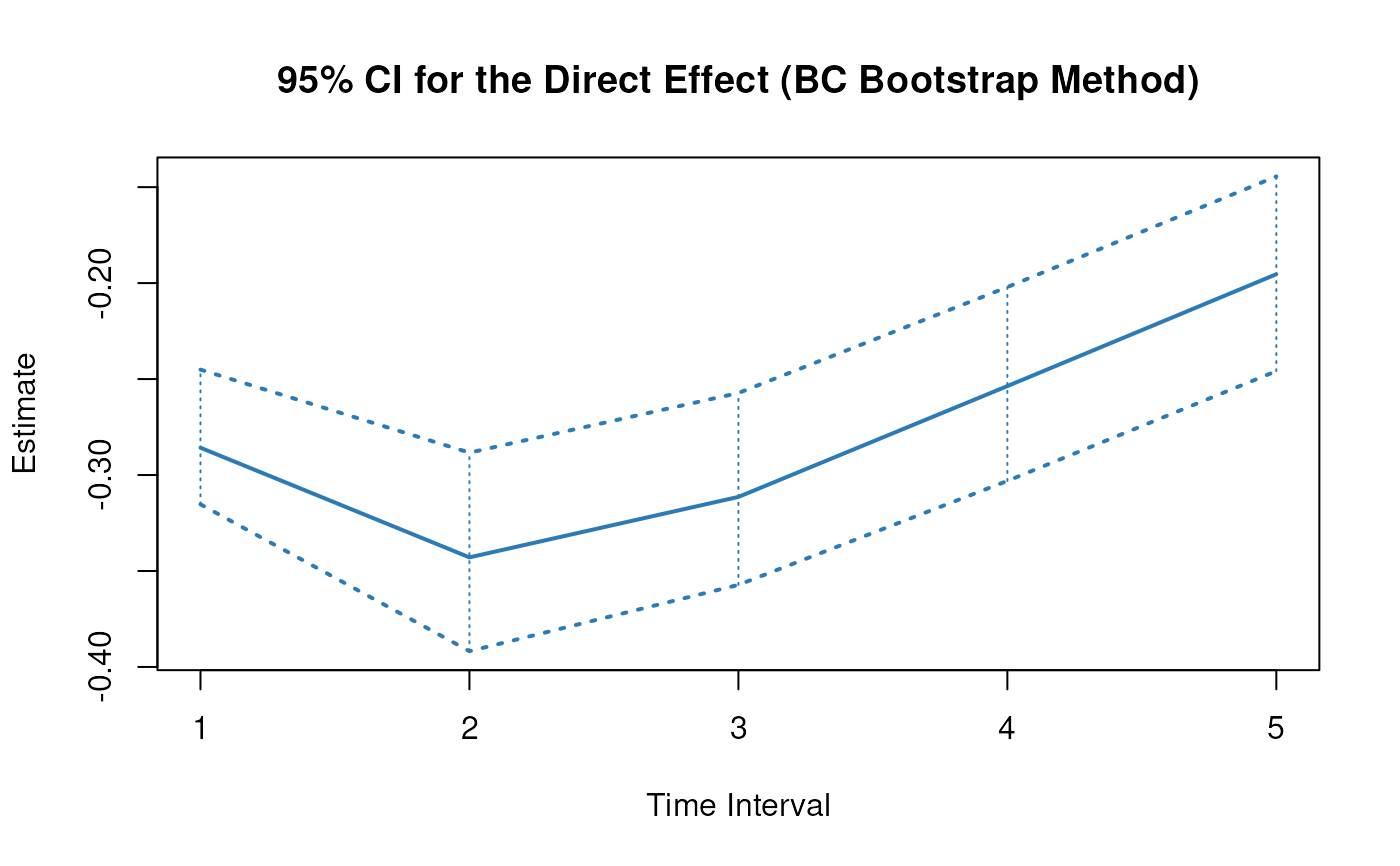 95% CI for the Direct Effect (BC Bootstrap Method)
Estimate
-0.20
-0.30
-0.40
1 2 3 4 5
Time Interval